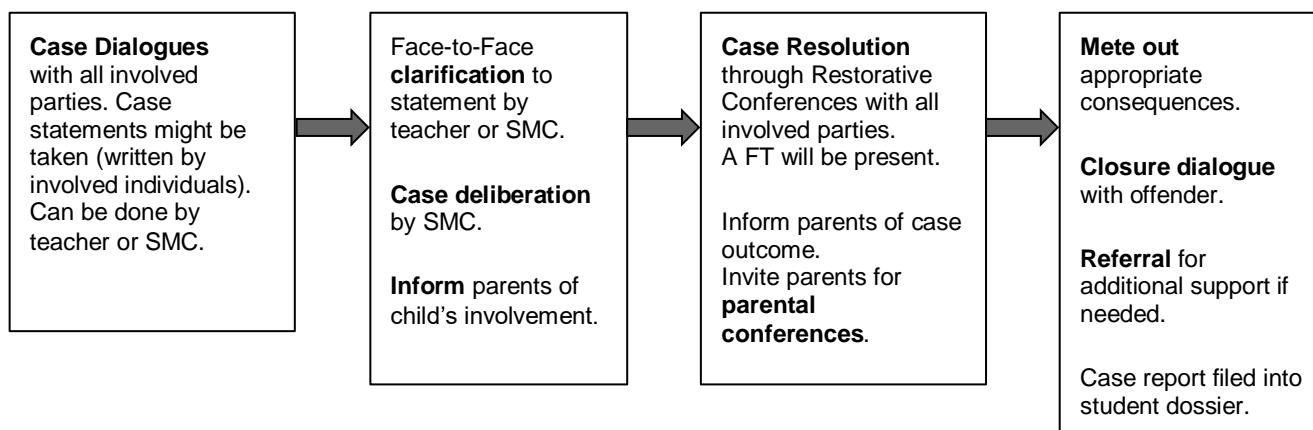 Case Dialogues
with all involved
parties. Case
statements might be
taken (written by
involved individuals).
Can be done by
teacher or SMC.
Face-to-Face
clarification to
statement by
teacher or SMC.
Case deliberation
by SMC.
Inform parents of
child’s involvement.
Case Resolution
through Restorative
Conferences with all
involved parties.
A FT will be present.
Inform parents of case
outcome.
Invite parents for
parental
conferences.
Mete out
appropriate
consequences.
Closure dialogue
with offender.
Referral for
additional support if
needed.
Case report filed into
student dossier.